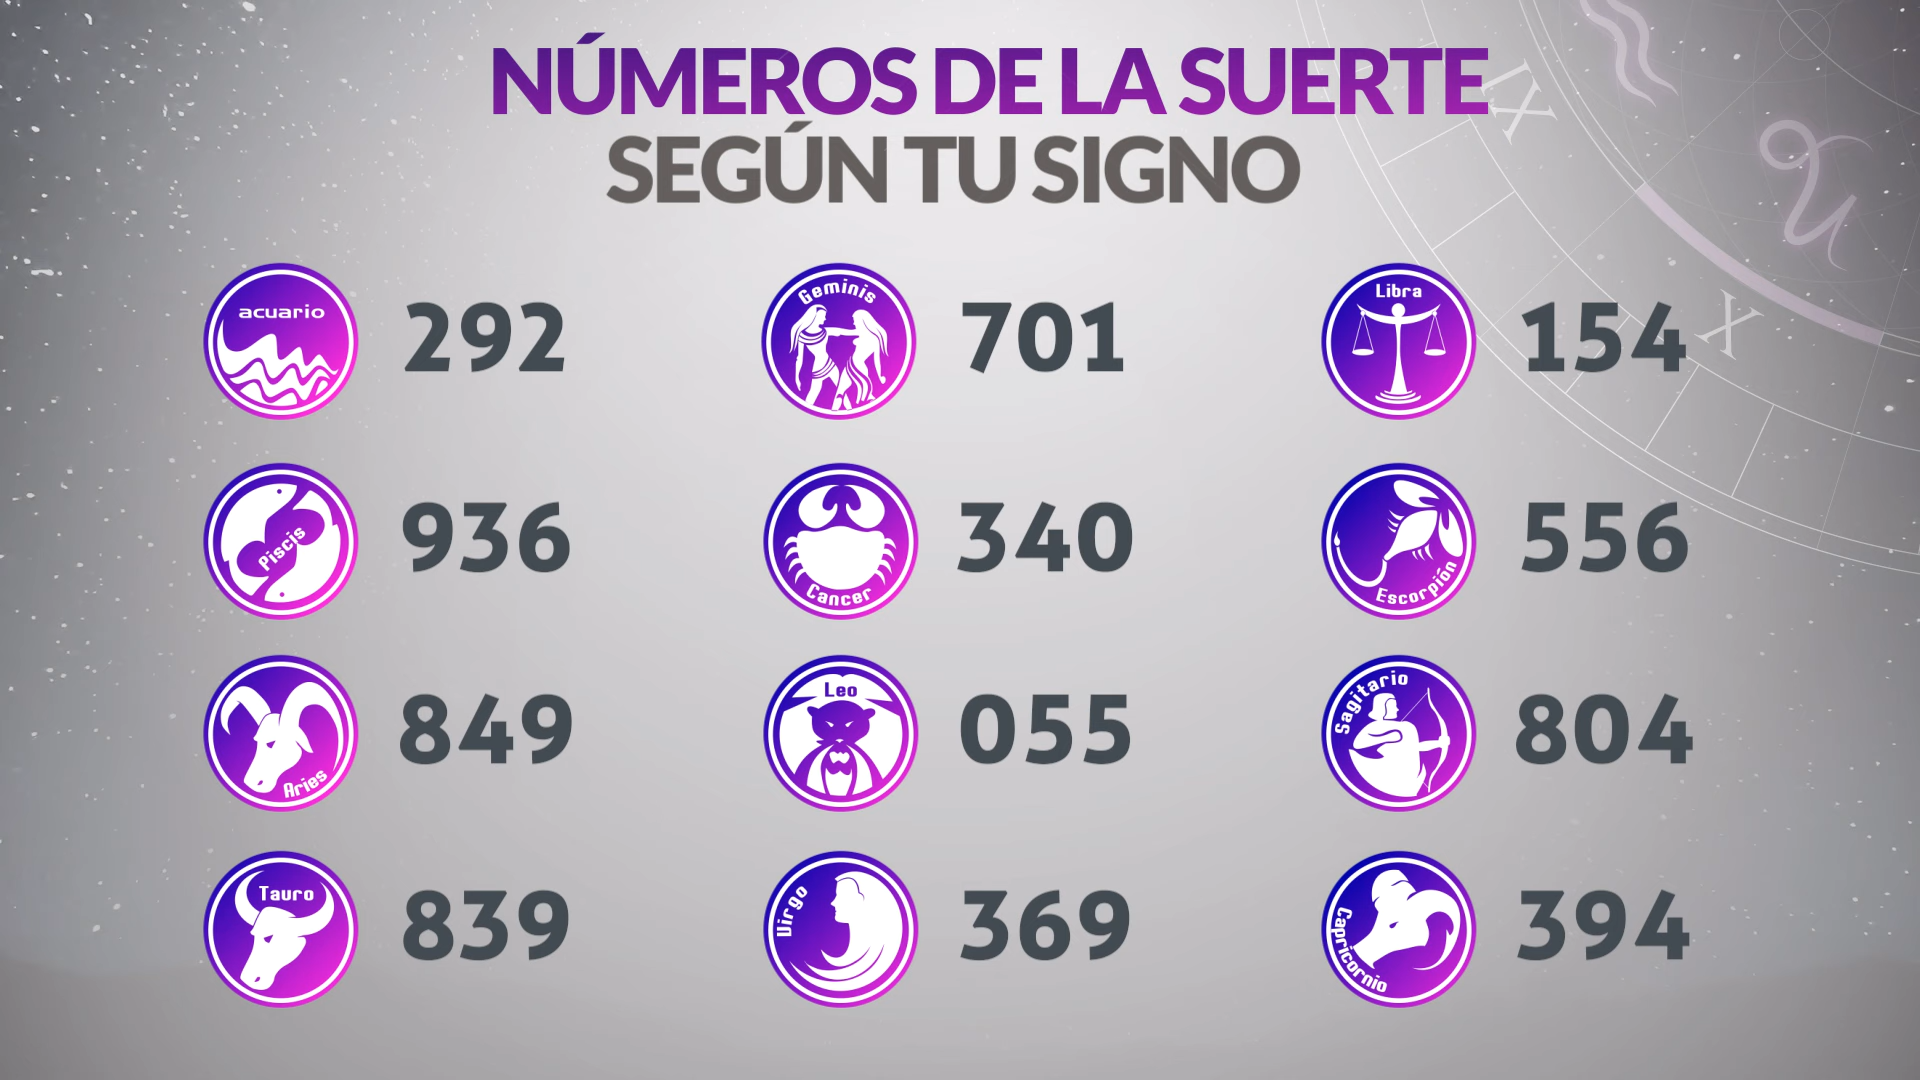 NÚMEROS DE LA SUERTE
SEGÚN TU SIGNO
acuario 292
Geminis 701
Libra 154
Piscis 936
Cancer 340
Escorpión 556
Aries 849
Leo 055
Sagitario 804
Tauro 839
Virgo 369
Capricornio 394
IX
X